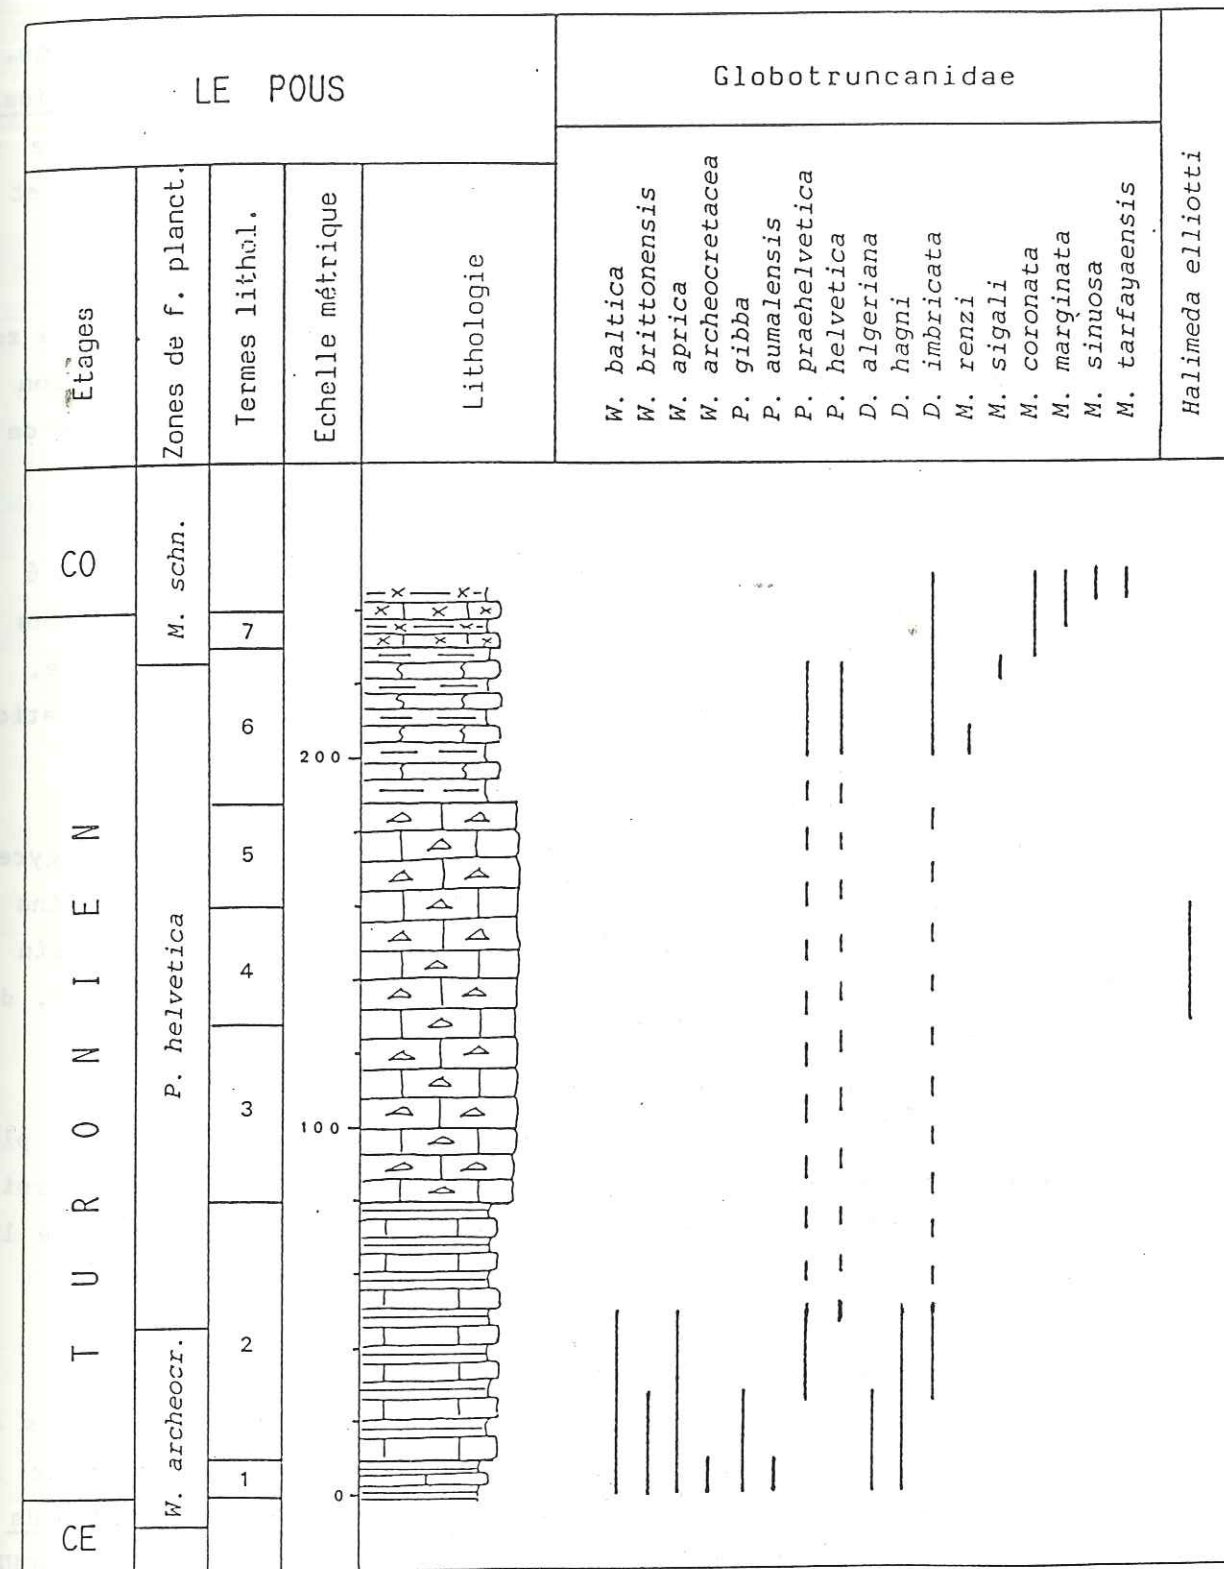 LE POUS
Globotruncanidae
Étages
Zones de f. planct.
Termes lithol.
Echelle métrique
Lithologie
W. baltica
W. brittonensis
W. aprica
W. archeocretacea
P. gibba
P. aumalensis
P. praehelvetica
P. helvetica
D. algeriana
D. hagni
D. imbricata
M. renzi
M. sigali
M. coronata
M. marginata
M. sinuosa
M. tarfayaensis
Halimeda elliotti
CO
TURONIEN
CE
M. schn.
P. helvetica
W. archeocr.
7
6
5
4
3
2
1
200
100
0